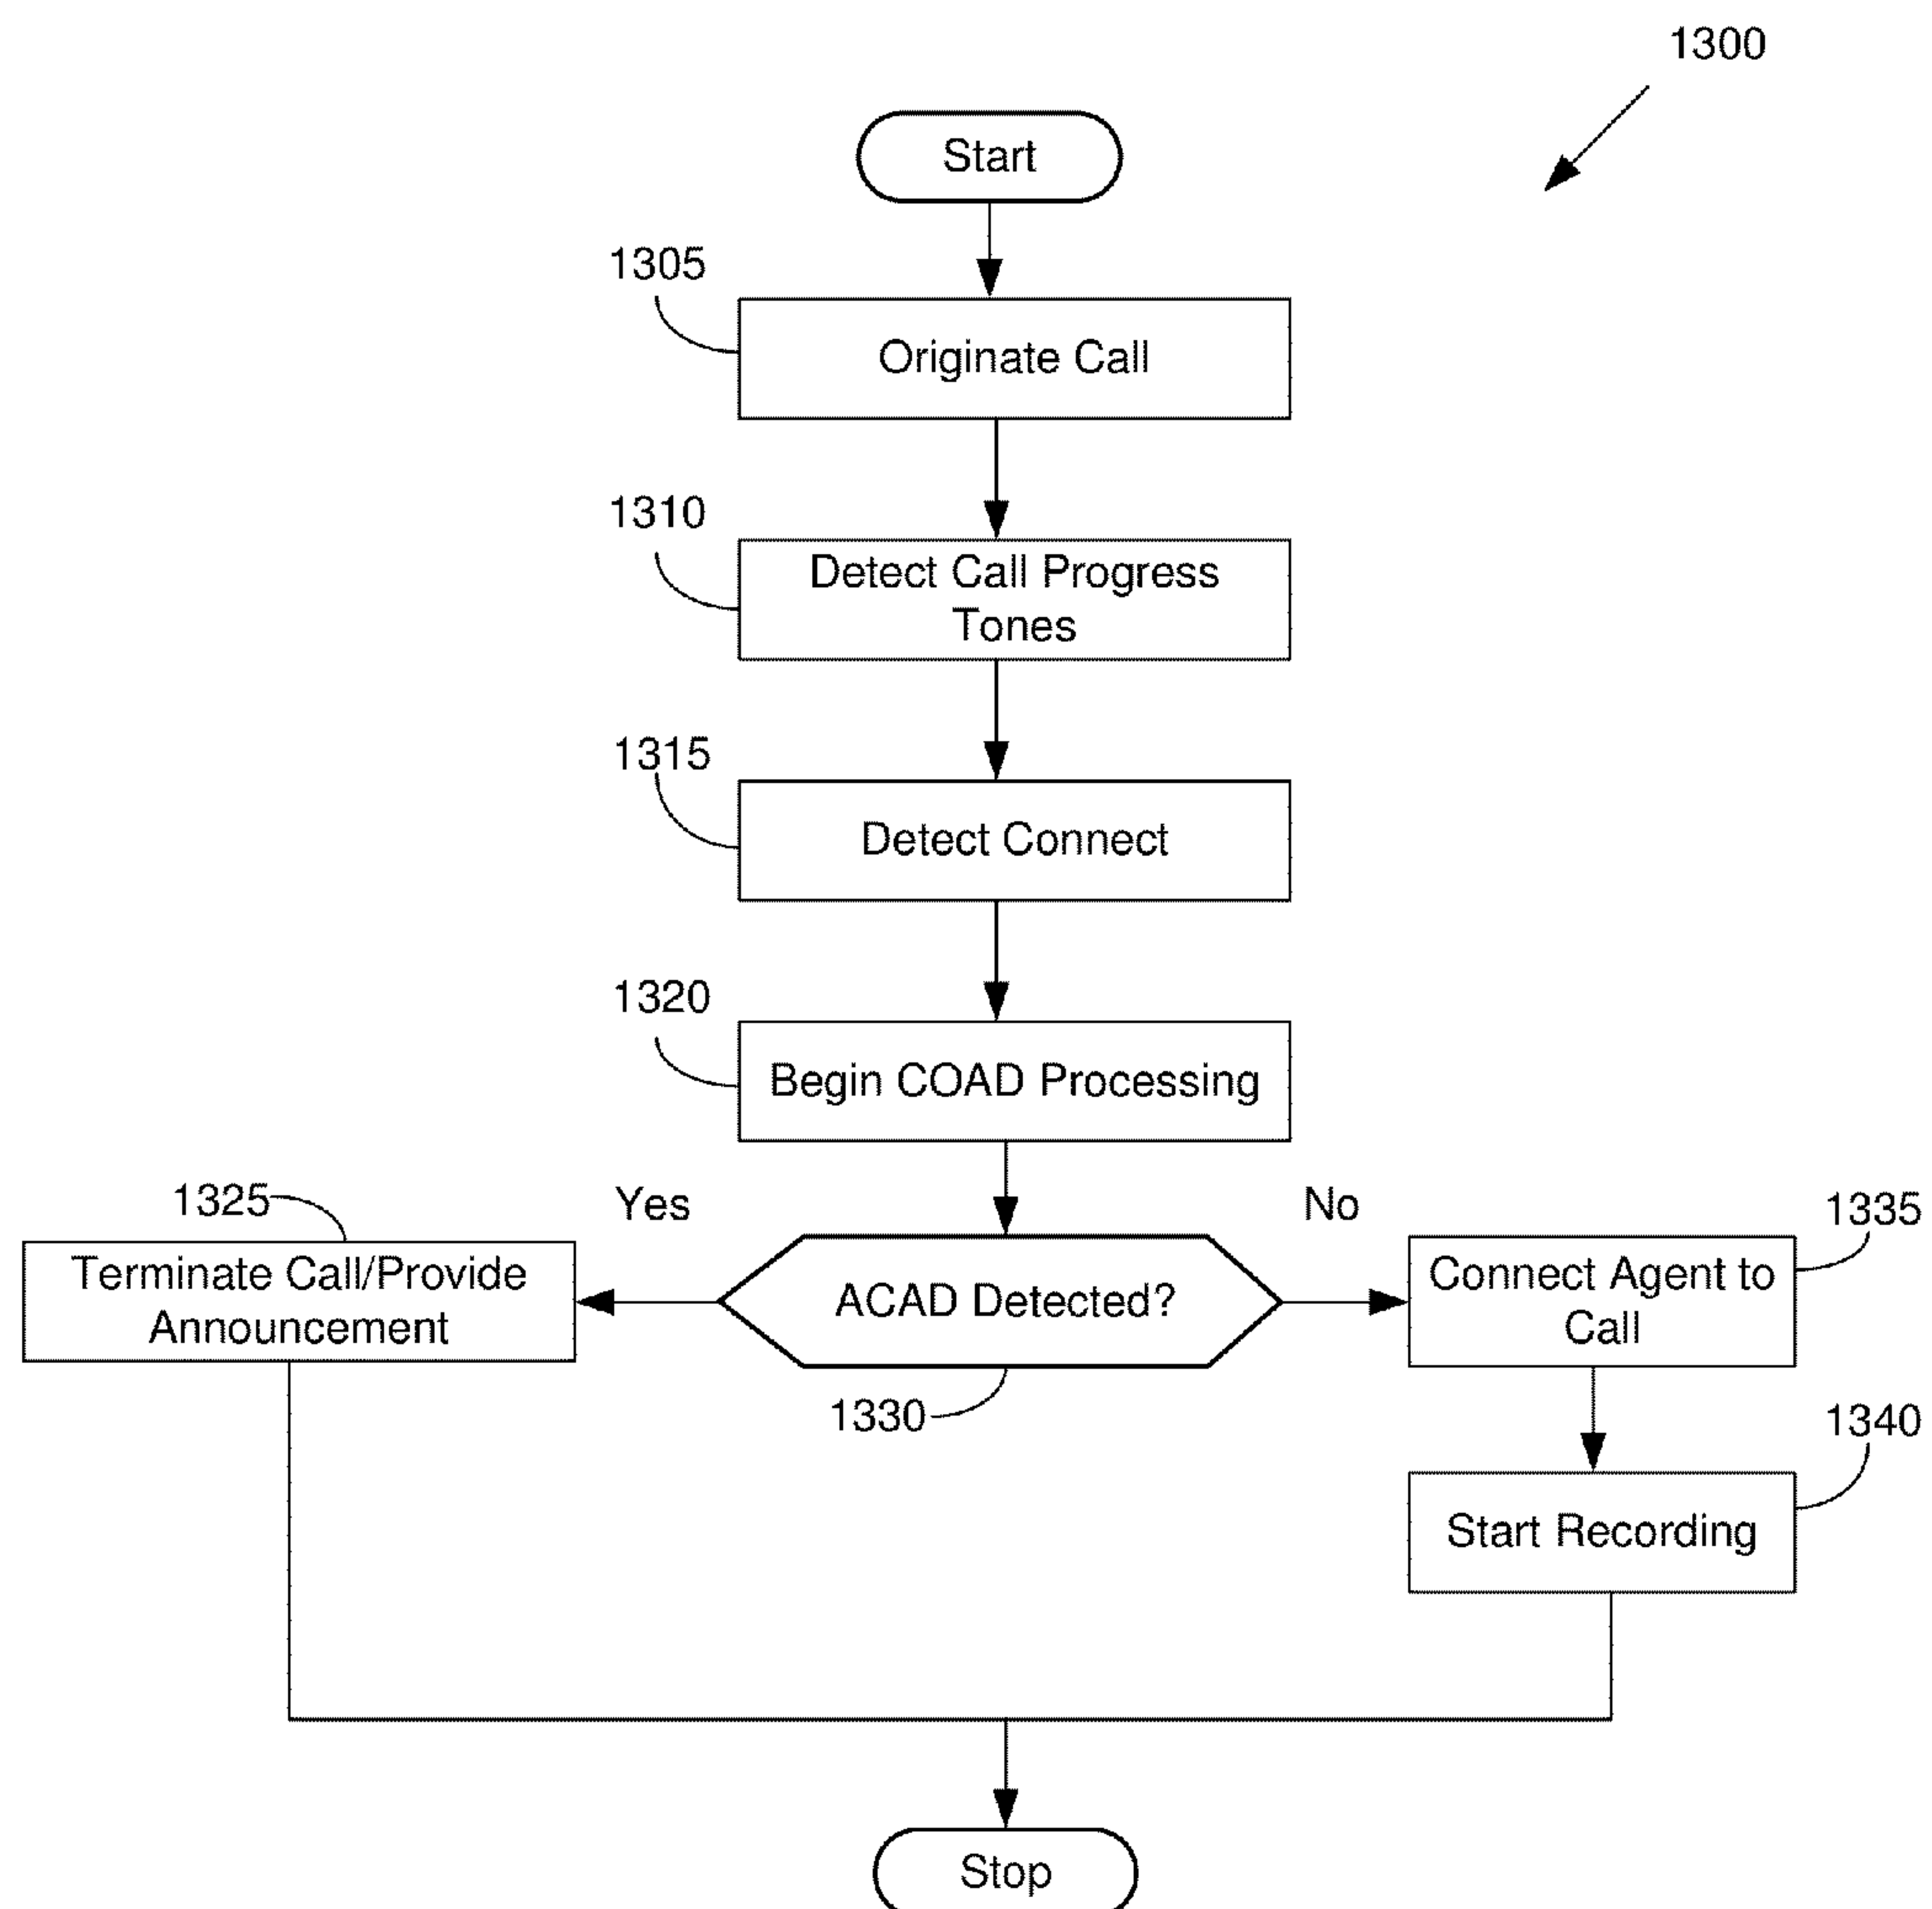 1300
Start
1305
Originate Call
1310
Detect Call Progress
Tones
1315
Detect Connect
1320
Begin COAD Processing
1325
Yes
No
1335
Terminate Call/Provide
Announcement
ACAD Detected?
Connect Agent to
Call
1330
1340
Start Recording
Stop